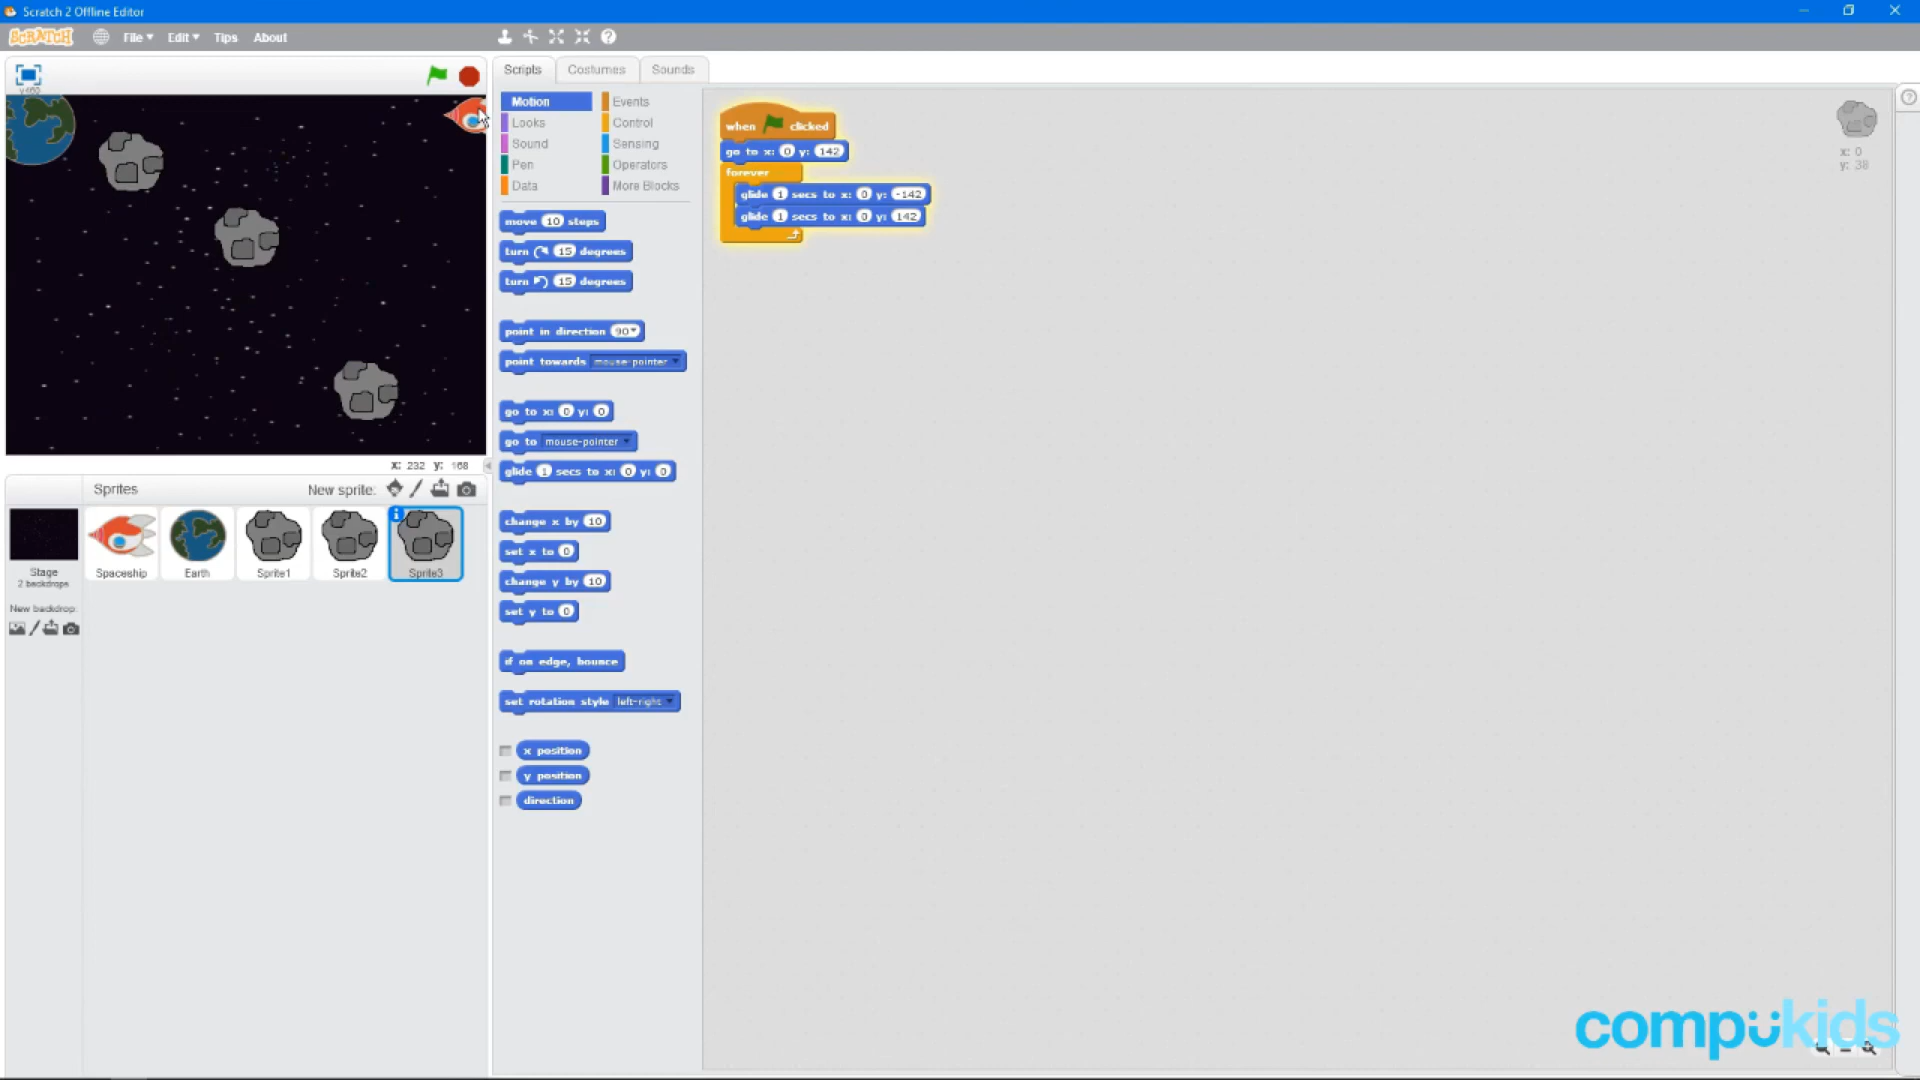 Scratch 2 Offline Editor
SCRATCH File Edit Tips About
Scripts Costumes Sounds
Motion Events
Looks Control
Sound Sensing
Pen Operators
Data More Blocks
move 10 steps
turn 15 degrees
turn 15 degrees
point in direction 90
point towards mouse-pointer
go to x: 0 y: 0
go to mouse-pointer
glide 1 secs to x: 0 y: 0
change x by 10
set x to 0
change y by 10
set y to 0
if on edge, bounce
set rotation style left-right
x position
y position
direction
when clicked
go to x: 0 y: 142
forever
glide 1 secs to x: 0 y: -142
glide 1 secs to x: 0 y: 142
x: 0
y: 38
x: 232 y: 168
Sprites New sprite:
Spaceship Earth Sprite1 Sprite2 Sprite3
Stage
2 backdrops
New backdrop:
compukids